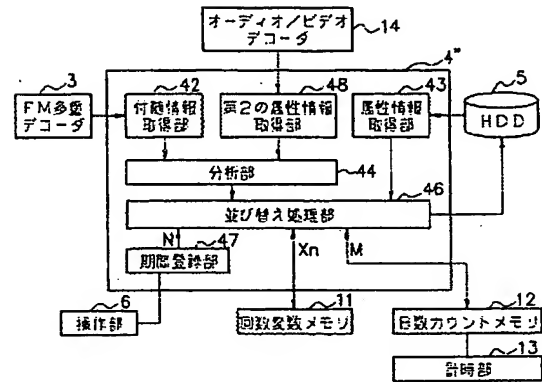 オーディオ/ビデオ
デコーダ
14
4"
3
42
48
43
5
FM多重
デコーダ
付随情報
取得部
第2の属性情報
取得部
属性情報
取得部
HDD
分析部
44
46
並び替え処理部
N
47
Xn
M
期間登録部
6
11
12
操作部
回数変数メモリ
日数カウントメモリ
13
計時部